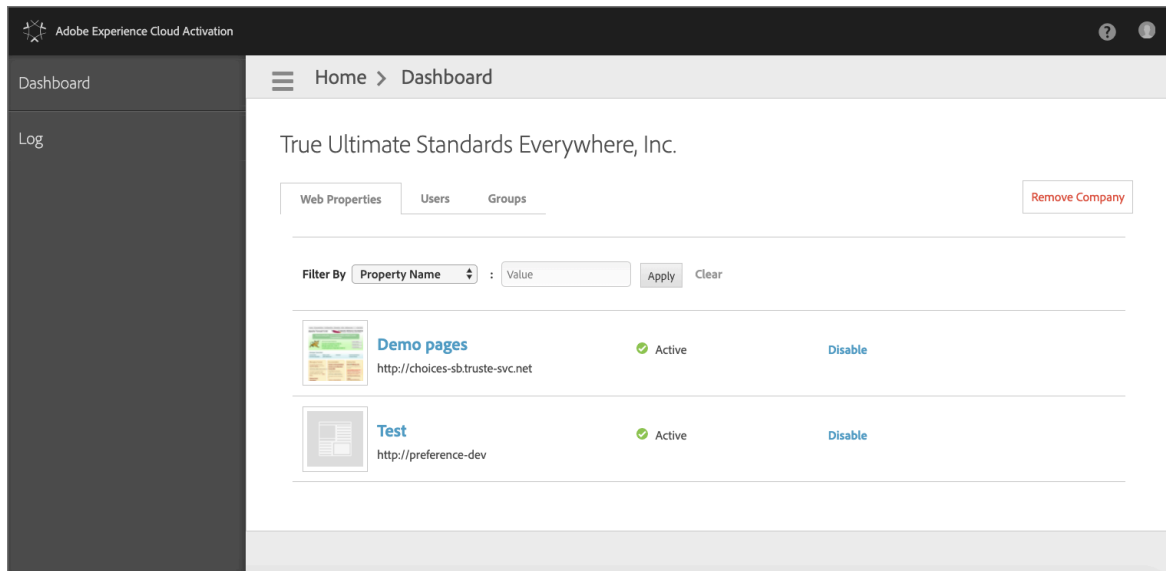 Adobe Experience Cloud Activation
?
Dashboard
Log
Home > Dashboard
True Ultimate Standards Everywhere, Inc.
Web Properties Users Groups
Remove Company
Filter By Property Name : Value Apply Clear
Demo pages
http://choices-sb.truste-svc.net
Active
Disable
Test
http://preference-dev
Active
Disable